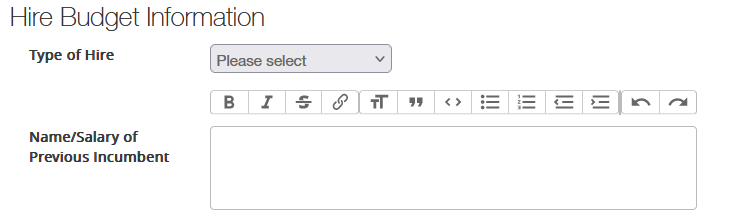 Hire Budget Information
Type of Hire
Please select
B I S
Name/Salary of
Previous Incumbent